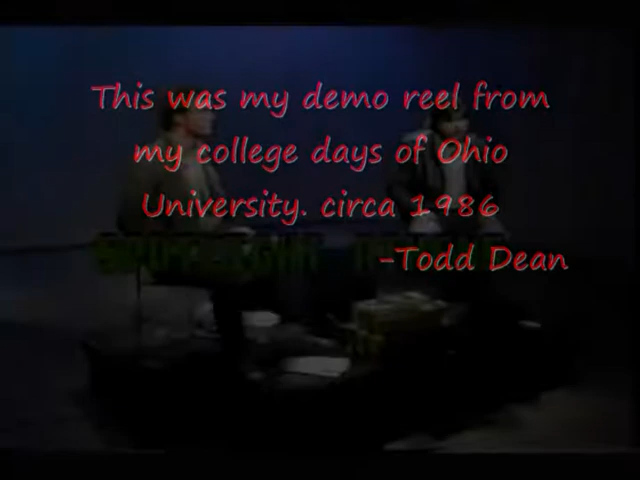 This was my demo reel from
my college days of Ohio
University. circa 1986
-Todd Dean